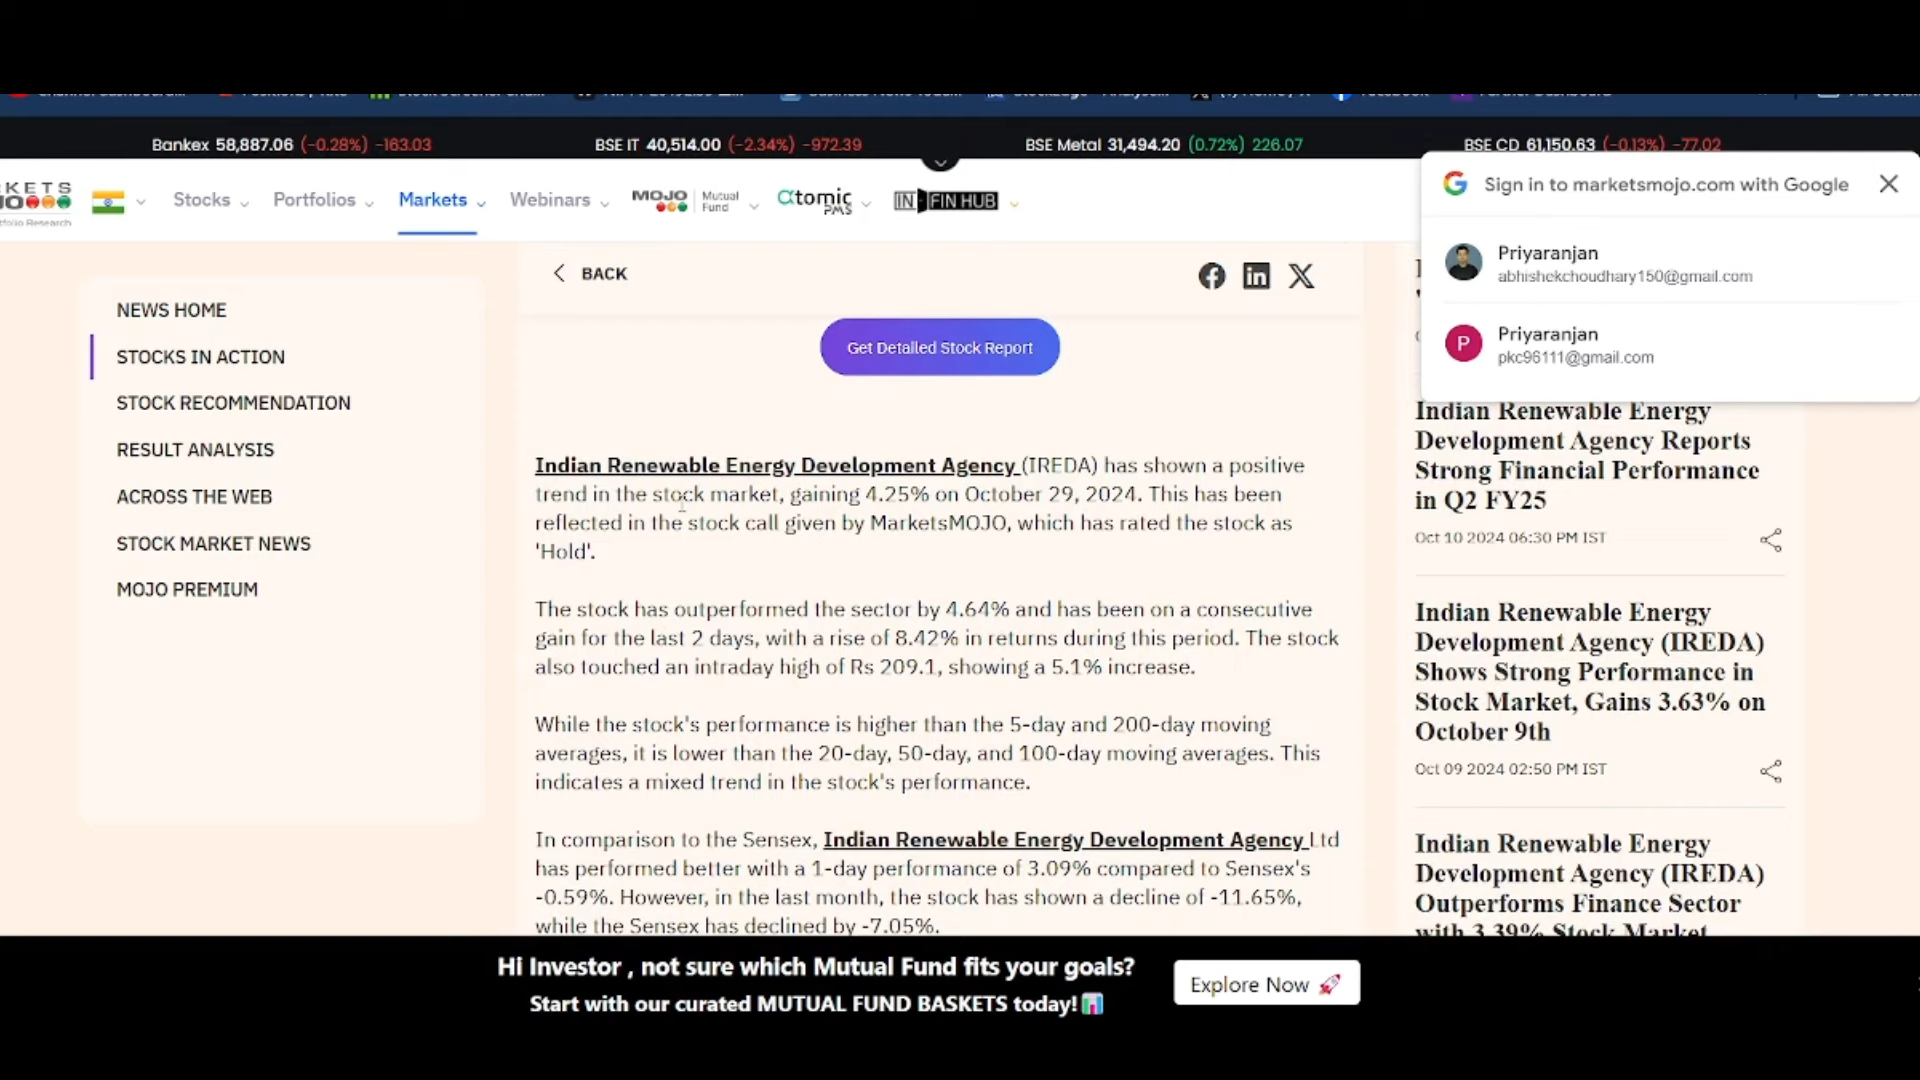 Bankex 58,887.06 (-0.28%) -163.03
BSE IT 40,514.00 (-2.34%) -972.39
BSE Metal 31,494.20 (0.72%) 226.07
BSE CD 61,150.63 (-0.13%) -77.02
Stocks
Portfolios
Markets
Webinars
MOJO Mutual Fund
atomic PMS
IN FIN HUB
Sign in to marketsmojo.com with Google
Priyaranjan
abhishekchoudhary150@gmail.com
P
Priyaranjan
pkc96111@gmail.com
NEWS HOME
STOCKS IN ACTION
STOCK RECOMMENDATION
RESULT ANALYSIS
ACROSS THE WEB
STOCK MARKET NEWS
MOJO PREMIUM
BACK
Get Detailed Stock Report
Indian Renewable Energy Development Agency (IREDA) has shown a positive
trend in the stock market, gaining 4.25% on October 29, 2024. This has been
reflected in the stock call given by MarketsMOJO, which has rated the stock as
'Hold'.
The stock has outperformed the sector by 4.64% and has been on a consecutive
gain for the last 2 days, with a rise of 8.42% in returns during this period. The stock
also touched an intraday high of Rs 209.1, showing a 5.1% increase.
While the stock's performance is higher than the 5-day and 200-day moving
averages, it is lower than the 20-day, 50-day, and 100-day moving averages. This
indicates a mixed trend in the stock's performance.
In comparison to the Sensex, Indian Renewable Energy Development Agency Ltd
has performed better with a 1-day performance of 3.09% compared to Sensex's
-0.59%. However, in the last month, the stock has shown a decline of -11.65%,
while the Sensex has declined by -7.05%.
Indian Renewable Energy
Development Agency Reports
Strong Financial Performance
in Q2 FY25
Oct 10 2024 06:30 PM IST
Indian Renewable Energy
Development Agency (IREDA)
Shows Strong Performance in
Stock Market, Gains 3.63% on
October 9th
Oct 09 2024 02:50 PM IST
Indian Renewable Energy
Development Agency (IREDA)
Outperforms Finance Sector
with 3.39% Stock Market
Hi Investor , not sure which Mutual Fund fits your goals?
Start with our curated MUTUAL FUND BASKETS today!
Explore Now